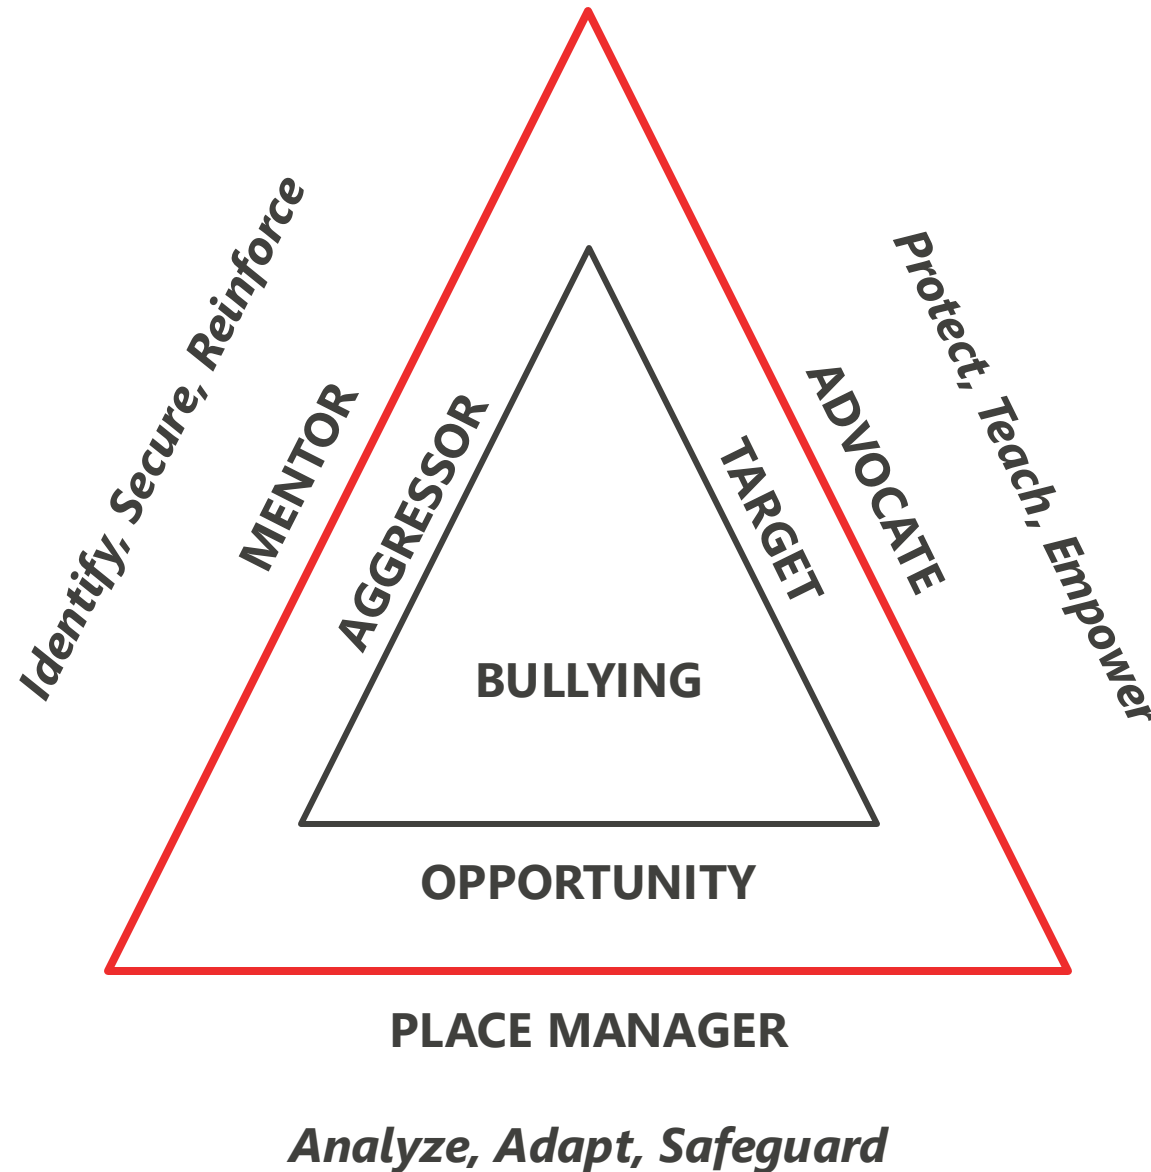 Identify, Secure, Reinforce
MENTOR
AGGRESSOR
Protect, Teach, Empower
ADVOCATE
TARGET
BULLYING
OPPORTUNITY
PLACE MANAGER
Analyze, Adapt, Safeguard